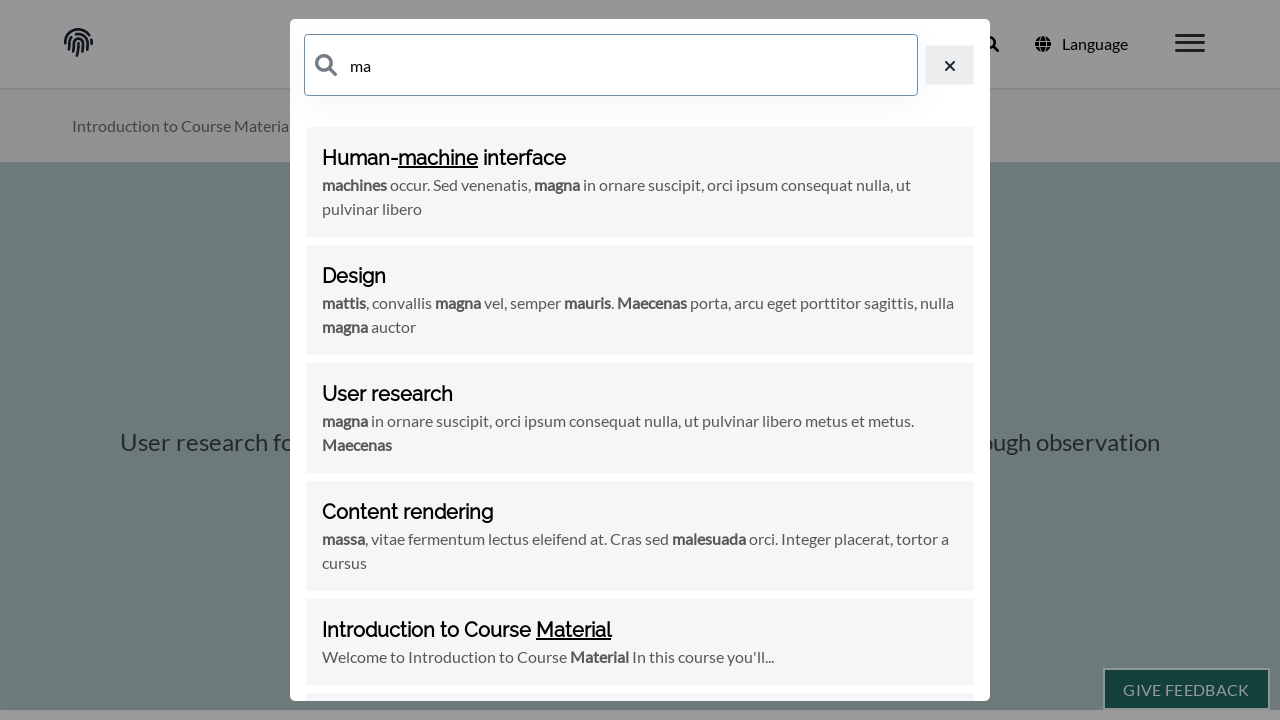 Language
Introduction to Course Materia
ma
Human-machine interface
machines occur. Sed venenatis, magna in ornare suscipit, orci ipsum consequat nulla, ut
pulvinar libero
Design
mattis, convallis magna vel, semper mauris. Maecenas porta, arcu eget porttitor sagittis, nulla
magna auctor
User research
magna in ornare suscipit, orci ipsum consequat nulla, ut pulvinar libero metus et metus.
Maecenas
Content rendering
massa, vitae fermentum lectus eleifend at. Cras sed malesuada orci. Integer placerat, tortor a
cursus
Introduction to Course Material
Welcome to Introduction to Course Material In this course you'll...
User research fo
ough observation
GIVE FEEDBACK